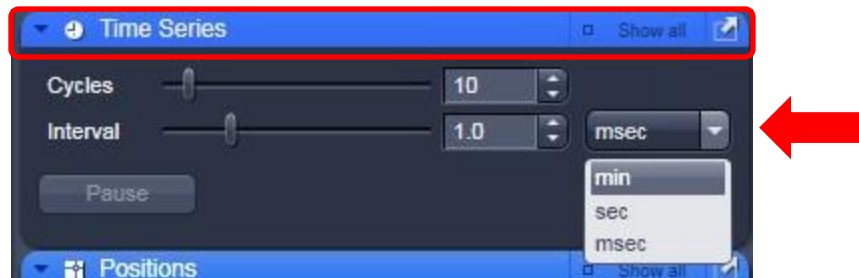 Time Series Show all
Cycles 10
Interval 1.0 msec
min
Pause
sec
msec
Positions Show all